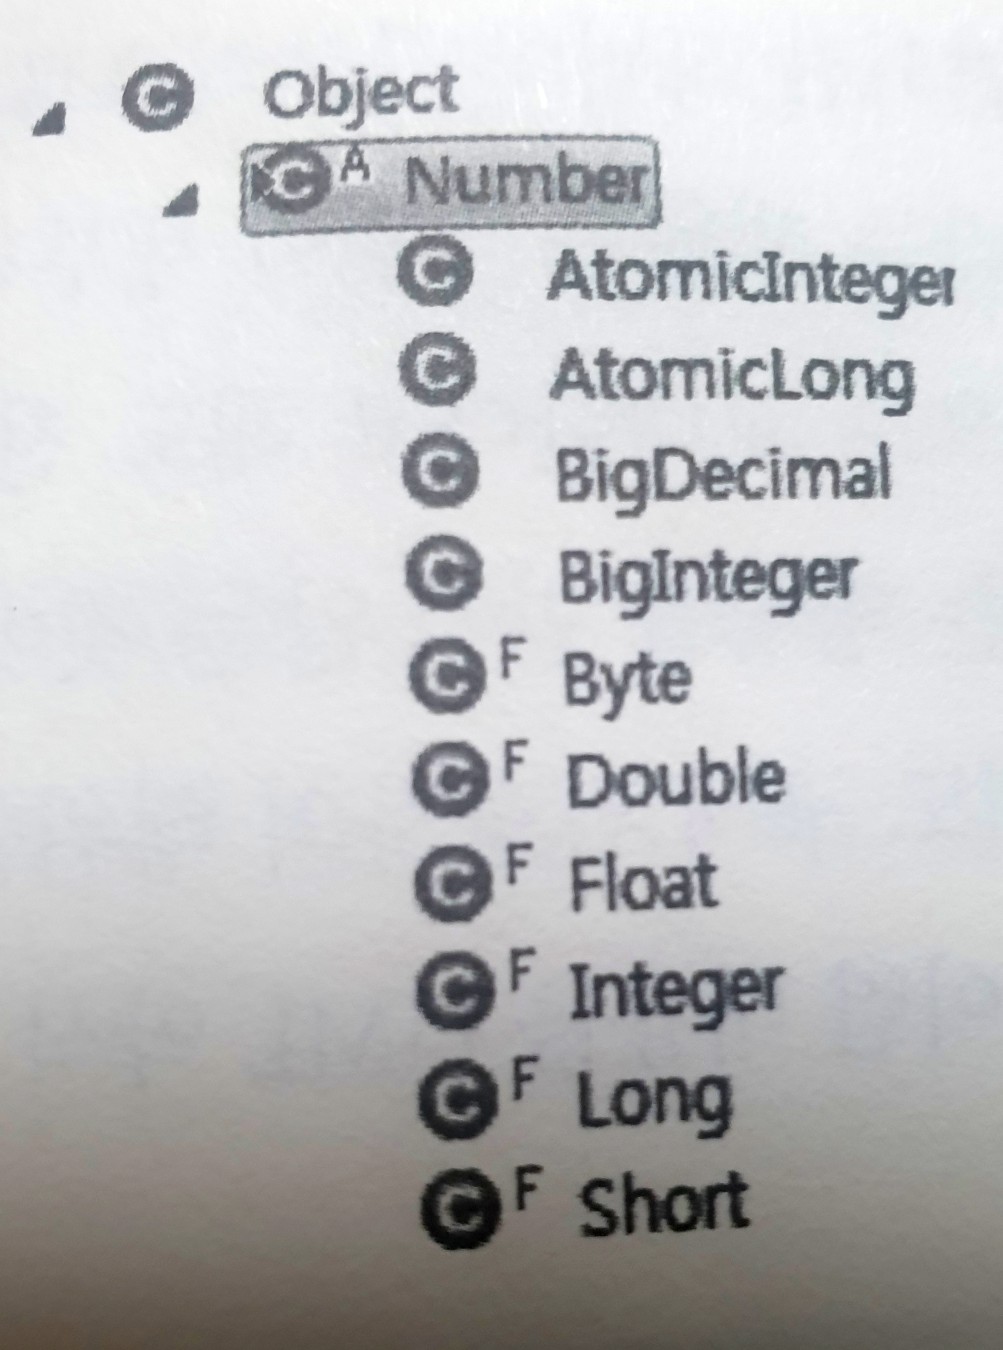 C Object
C A Number
C AtomicInteger
C AtomicLong
C BigDecimal
C BigInteger
C F Byte
C F Double
C F Float
C F Integer
C F Long
C F Short